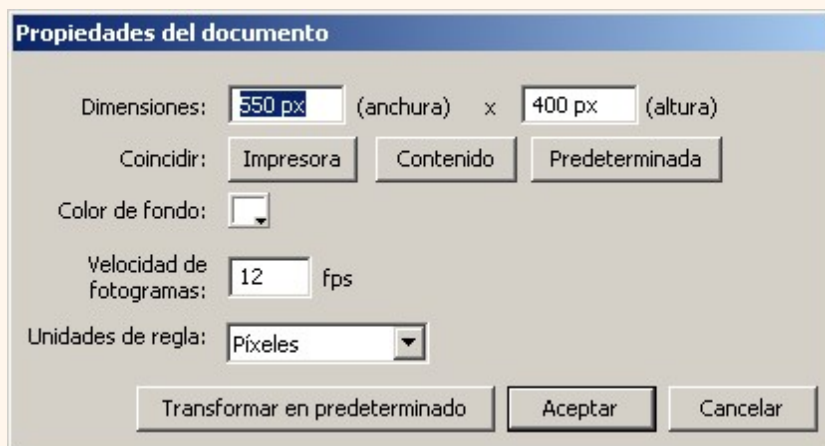 Propiedades del documento
Dimensiones: 550 px (anchura) x 400 px (altura)
Coincidir: Impresora Contenido Predeterminada
Color de fondo:
Velocidad de
fotogramas: 12 fps
Unidades de regla: Píxeles
Transformar en predeterminado Aceptar Cancelar